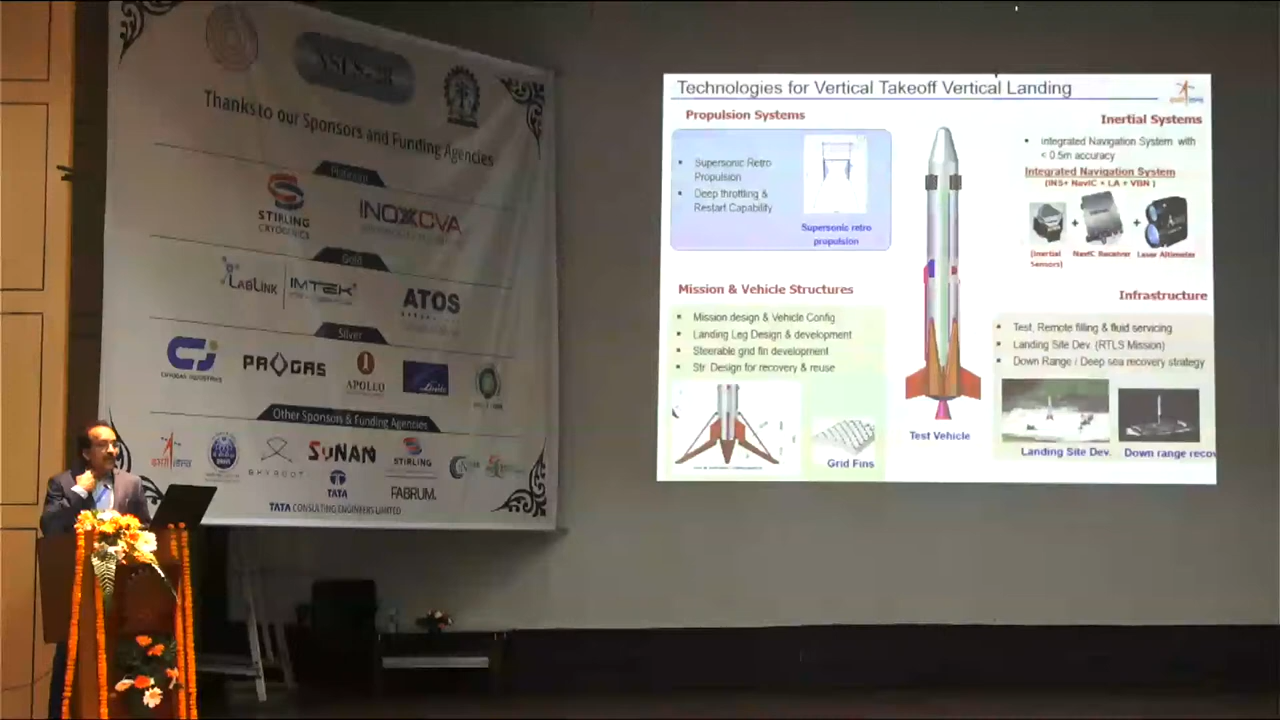 Thanks to our Sponsors and Funding Agencies
Platinum
STIRLING
CRYOGENICS
INOXCVA
Gold
LABLINK
IMTEK
ATOS
Silver
CRYOGAS INDUSTRIES
PROGAS
APOLLO
Linde
Other Sponsors & Funding Agencies
SKYROOT
SUNAN
STIRLING
TATA
FABRUM
TATA CONSULTING ENGINEERS LIMITED
Technologies for Vertical Takeoff Vertical Landing
Propulsion Systems
• Supersonic Retro
Propulsion
• Deep throttling &
Restart Capability
Supersonic retro
propulsion
Inertial Systems
• integrated Navigation System with
< 0.5m accuracy
Integrated Navigation System
(INS+ NavIC + LA + VBN )
+
+
(Inertial
Sensors)
NavIC Receiver
Laser Altimeter
Mission & Vehicle Structures
• Mission design & Vehicle Config
• Landing Leg Design & development
• Steerable grid fin development
• Str. Design for recovery & reuse
Grid Fins
Test Vehicle
Infrastructure
• Test, Remote filling & fluid servicing
• Landing Site Dev. (RTLS Mission)
• Down Range / Deep sea recovery strategy
Landing Site Dev.
Down range recov